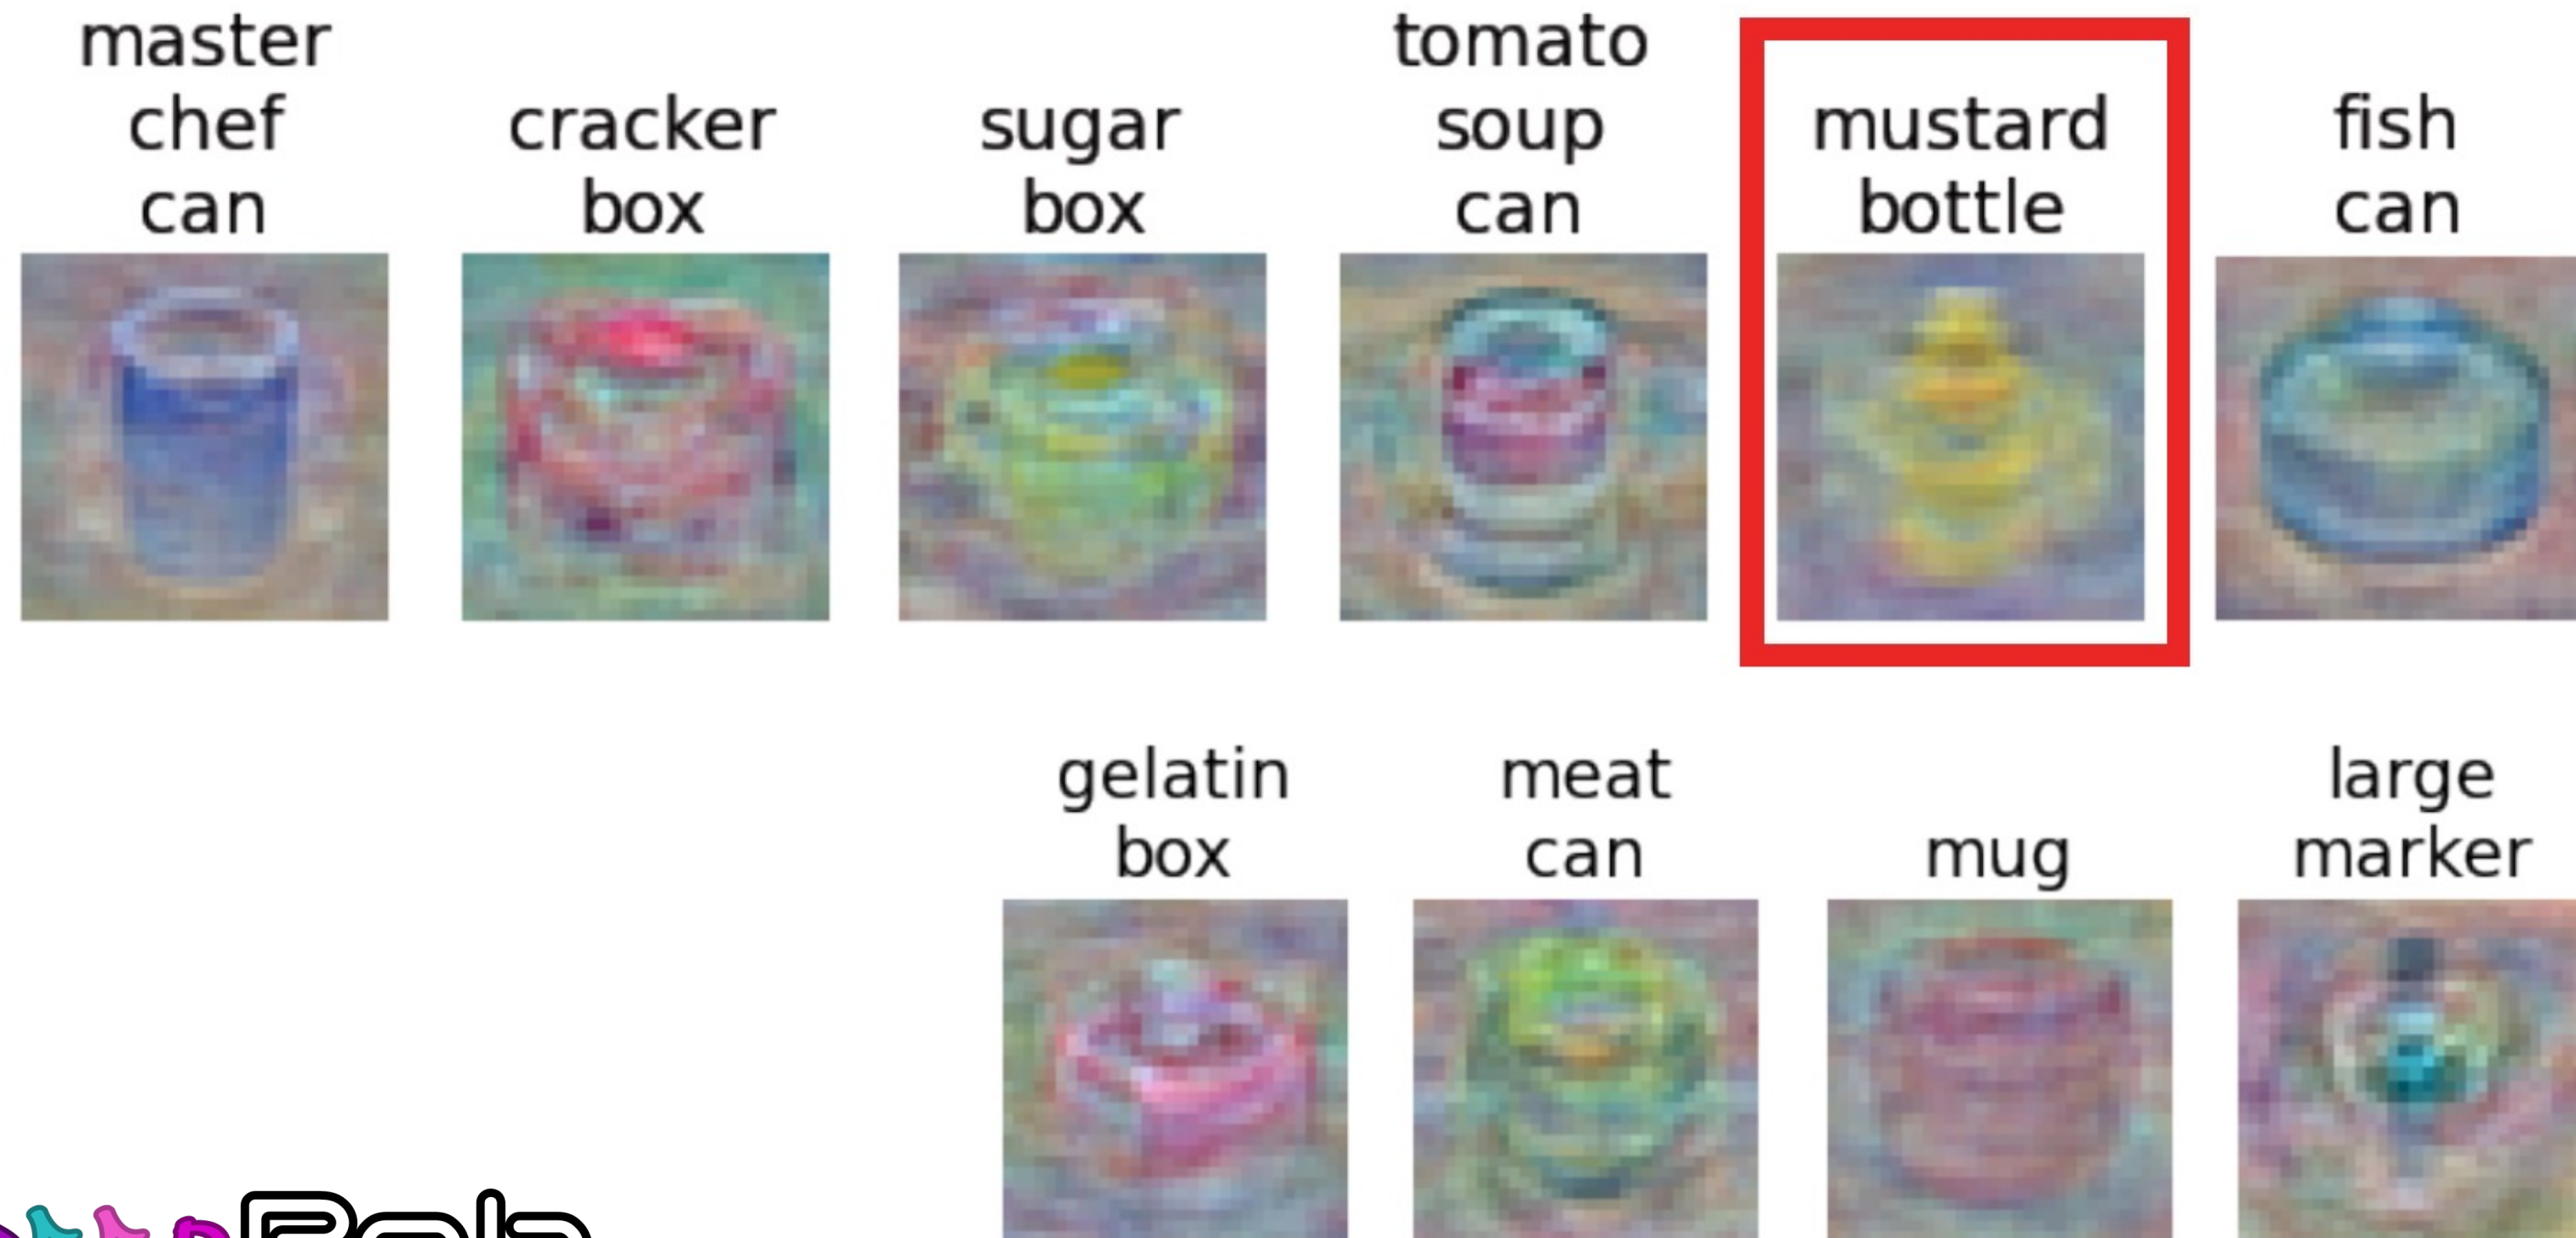 master
chef
can
cracker
box
sugar
box
tomato
soup
can
mustard
bottle
fish
can
gelatin
box
meat
can
mug
large
marker